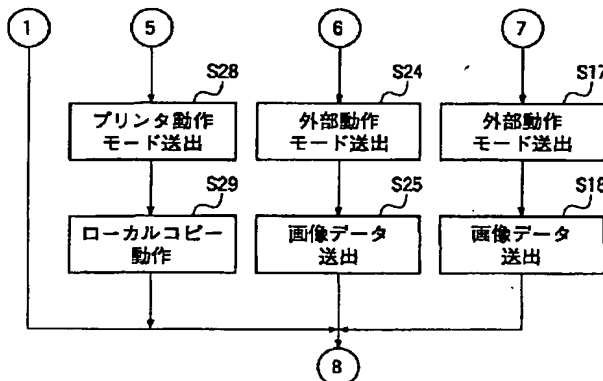 1
5
6
7
S28
S24
S17
プリンタ動作
モード送出
外部動作
モード送出
外部動作
モード送出
S29
S25
S18
ローカルコピー
動作
画像データ
送出
画像データ
送出
8